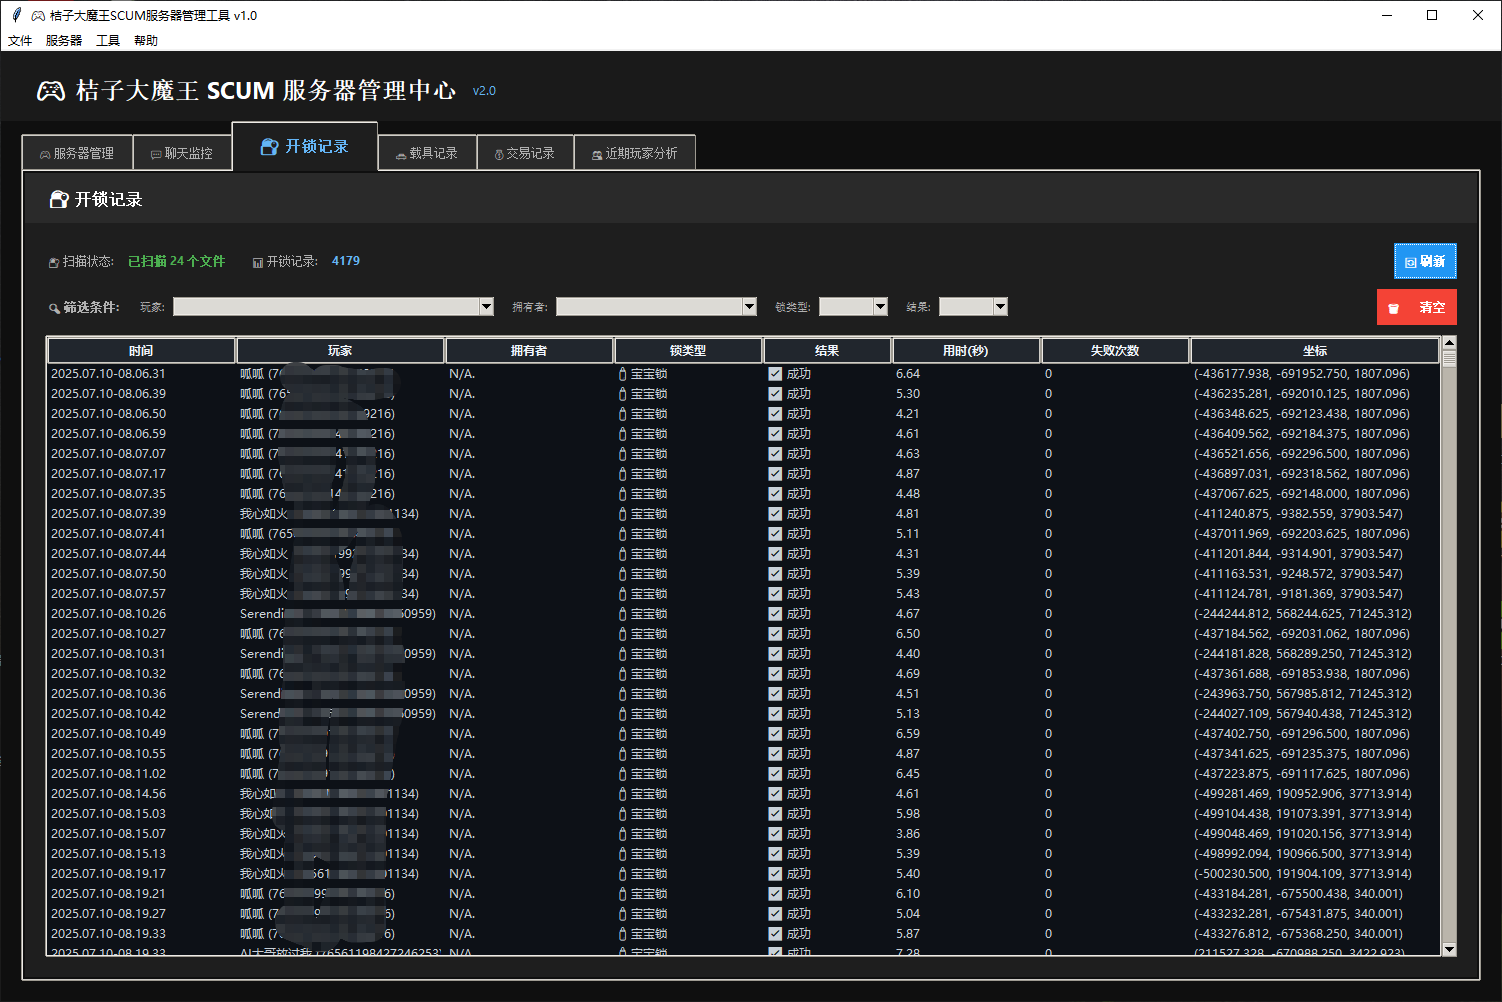 桔子大魔王SCUM服务器管理工具 v1.0
文件 服务器 工具 帮助
桔子大魔王 SCUM 服务器管理中心 v2.0
服务器管理 聊天监控 开锁记录 载具记录 交易记录 近期玩家分析
开锁记录
扫描状态: 已扫描 24 个文件 开锁记录: 4179 刷新
筛选条件: 玩家: 拥有者: 锁类型: 结果: 清空
时间 玩家 拥有者 锁类型 结果 用时(秒) 失败次数 坐标
2025.07.10-08.06.31 呱呱 (76 N/A. 宝宝锁 成功 6.64 0 (-436177.938, -691952.750, 1807.096)
2025.07.10-08.06.39 呱呱 (765 N/A. 宝宝锁 成功 5.30 0 (-436235.281, -692010.125, 1807.096)
2025.07.10-08.06.50 呱呱 (7 9216) N/A. 宝宝锁 成功 4.21 0 (-436348.625, -692123.438, 1807.096)
2025.07.10-08.06.59 呱呱 (7 216) N/A. 宝宝锁 成功 4.61 0 (-436409.562, -692184.375, 1807.096)
2025.07.10-08.07.07 呱呱 (7 216) N/A. 宝宝锁 成功 4.63 0 (-436521.656, -692296.500, 1807.096)
2025.07.10-08.07.17 呱呱 (76 216) N/A. 宝宝锁 成功 4.87 0 (-436897.031, -692318.562, 1807.096)
2025.07.10-08.07.35 呱呱 (76 216) N/A. 宝宝锁 成功 4.48 0 (-437067.625, -692148.000, 1807.096)
2025.07.10-08.07.39 我心如火 1134) N/A. 宝宝锁 成功 4.81 0 (-411240.875, -9382.559, 37903.547)
2025.07.10-08.07.41 呱呱 (765 N/A. 宝宝锁 成功 5.11 0 (-437011.969, -692203.625, 1807.096)
2025.07.10-08.07.44 我心如火 34) N/A. 宝宝锁 成功 4.31 0 (-411201.844, -9314.901, 37903.547)
2025.07.10-08.07.50 我心如火 34) N/A. 宝宝锁 成功 5.39 0 (-411163.531, -9248.572, 37903.547)
2025.07.10-08.07.57 我心如火 34) N/A. 宝宝锁 成功 5.43 0 (-411124.781, -9181.369, 37903.547)
2025.07.10-08.10.26 Serendi 0959) N/A. 宝宝锁 成功 4.67 0 (-244244.812, 568244.625, 71245.312)
2025.07.10-08.10.27 呱呱 (76 N/A. 宝宝锁 成功 6.50 0 (-437184.562, -692031.062, 1807.096)
2025.07.10-08.10.31 Serendi 0959) N/A. 宝宝锁 成功 4.40 0 (-244181.828, 568289.250, 71245.312)
2025.07.10-08.10.32 呱呱 (76 N/A. 宝宝锁 成功 4.69 0 (-437361.688, -691853.938, 1807.096)
2025.07.10-08.10.36 Serendi 0959) N/A. 宝宝锁 成功 4.51 0 (-243963.750, 567985.812, 71245.312)
2025.07.10-08.10.42 Serend 0959) N/A. 宝宝锁 成功 5.13 0 (-244027.109, 567940.438, 71245.312)
2025.07.10-08.10.49 呱呱 (7 N/A. 宝宝锁 成功 6.59 0 (-437402.750, -691296.500, 1807.096)
2025.07.10-08.10.55 呱呱 (7 N/A. 宝宝锁 成功 4.87 0 (-437341.625, -691235.375, 1807.096)
2025.07.10-08.11.02 呱呱 (7 N/A. 宝宝锁 成功 6.45 0 (-437223.875, -691117.625, 1807.096)
2025.07.10-08.14.56 我心如 1134) N/A. 宝宝锁 成功 4.61 0 (-499281.469, 190952.906, 37713.914)
2025.07.10-08.15.03 我心如 1134) N/A. 宝宝锁 成功 5.98 0 (-499104.438, 191073.391, 37713.914)
2025.07.10-08.15.07 我心如火 1134) N/A. 宝宝锁 成功 3.86 0 (-499048.469, 191020.156, 37713.914)
2025.07.10-08.15.13 我心如火 1134) N/A. 宝宝锁 成功 5.39 0 (-498992.094, 190966.500, 37713.914)
2025.07.10-08.19.17 我心如火 1134) N/A. 宝宝锁 成功 5.40 0 (-500230.500, 191904.109, 37713.914)
2025.07.10-08.19.21 呱呱 (76 6) N/A. 宝宝锁 成功 6.10 0 (-433184.281, -675500.438, 340.001)
2025.07.10-08.19.27 呱呱 (76 6) N/A. 宝宝锁 成功 5.04 0 (-433232.281, -675431.875, 340.001)
2025.07.10-08.19.33 呱呱 (7 6) N/A. 宝宝锁 成功 5.87 0 (-433276.812, -675368.250, 340.001)
2025.07.10-08.19.33 AI大哥放过我 (76561198427246253) N/A. 宝宝锁 成功 7.28 0 (211527.328, -670988.250, 3422.923)